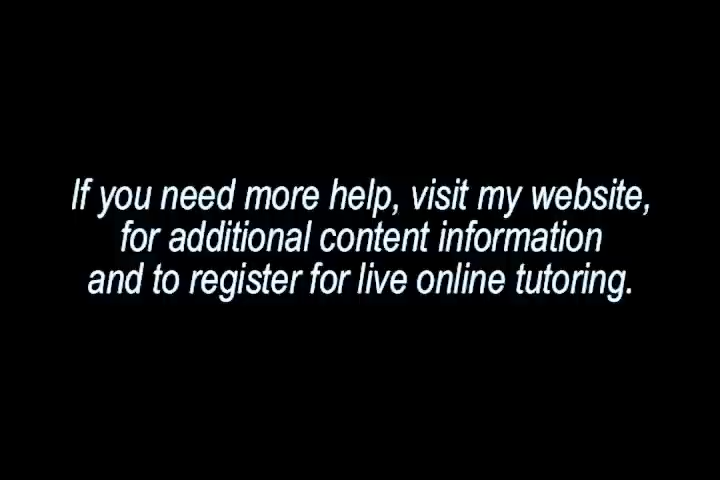 If you need more help, visit my website,
for additional content information
and to register for live online tutoring.